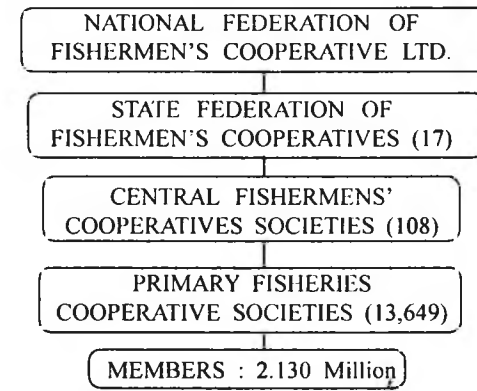 NATIONAL FEDERATION OF
FISHERMEN'S COOPERATIVE LTD.
STATE FEDERATION OF
FISHERMEN'S COOPERATIVES (17)
CENTRAL FISHERMENS'
COOPERATIVES SOCIETIES (108)
PRIMARY FISHERIES
COOPERATIVE SOCIETIES (13,649)
MEMBERS : 2.130 Million